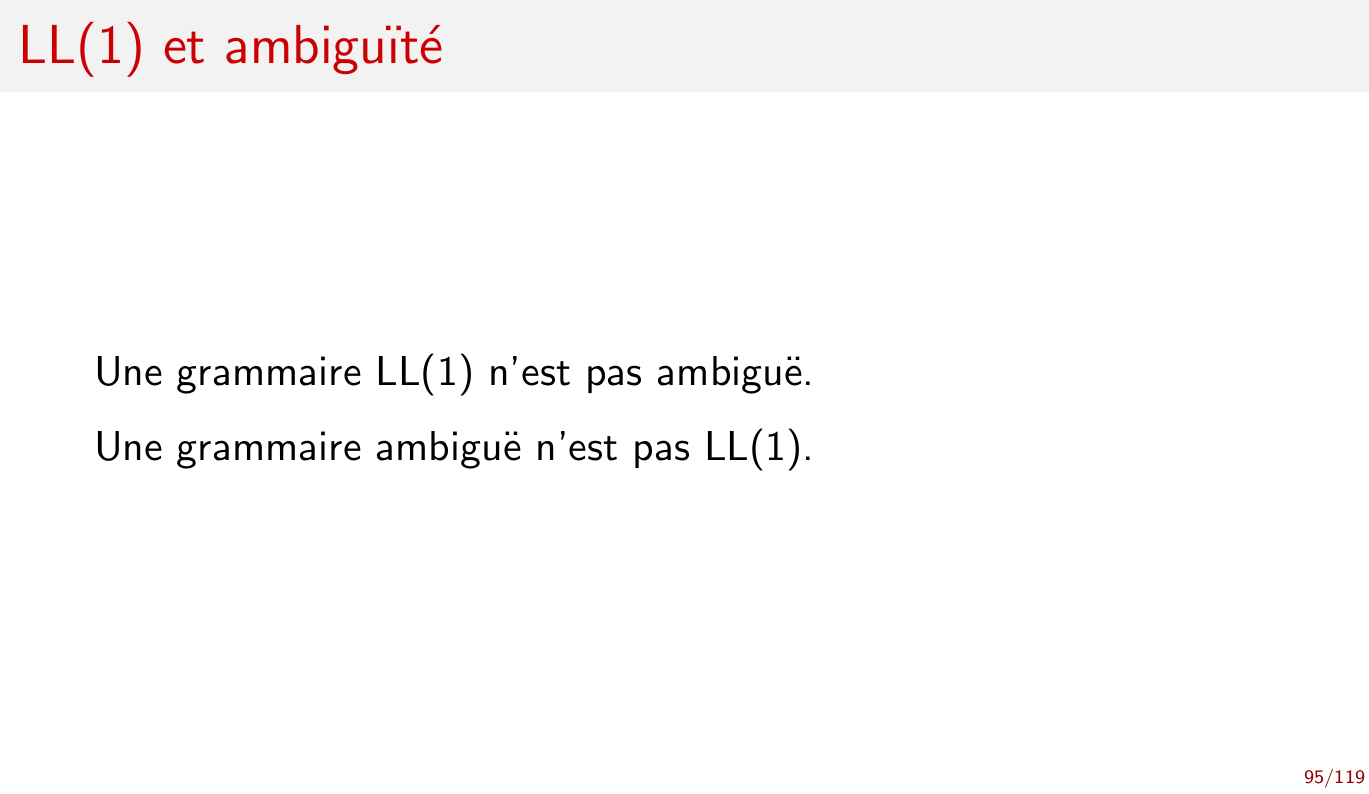 LL(1) et ambiguïté
Une grammaire LL(1) n'est pas ambiguë.
Une grammaire ambiguë n'est pas LL(1).
95/119